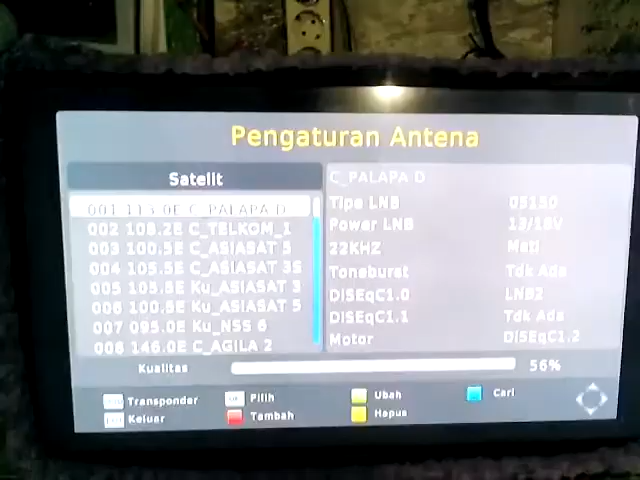 Pengaturan Antena
Satelit
001 113.0E C_PALAPA D
002 108.2E C_TELKOM_1
003 100.5E C_ASIASAT 5
004 105.5E C_ASIASAT 3S
005 105.5E Ku_ASIASAT 3
006 100.5E Ku_ASIASAT 5
007 095.0E Ku_NSS 6
008 146.0E C_AGILA 2
C_PALAPA D
Tipe LNB 05150
Power LNB 13/18V
22KHZ Mati
Toneburst Tdk Ada
DiSEqC1.0 LNB2
DiSEqC1.1 Tdk Ada
Motor DiSEqC1.2
Kualitas 56%
Transponder Pilih Ubah Cari
Keluar Tambah Hapus